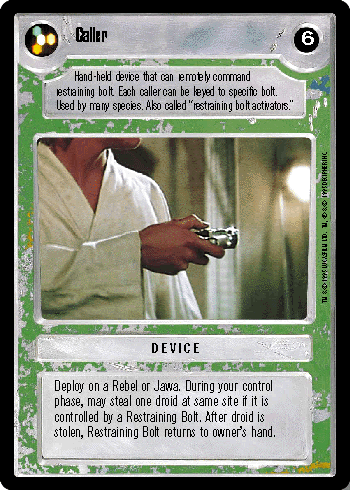 Caller
6
Hand-held device that can remotely command
restraining bolt. Each caller can be keyed to specific bolt.
Used by many species. Also called "restraining bolt activators."
DEVICE
Deploy on a Rebel or Jawa. During your control
phase, may steal one droid at same site if it is
controlled by a Restraining Bolt. After droid is
stolen, Restraining Bolt returns to owner's hand.